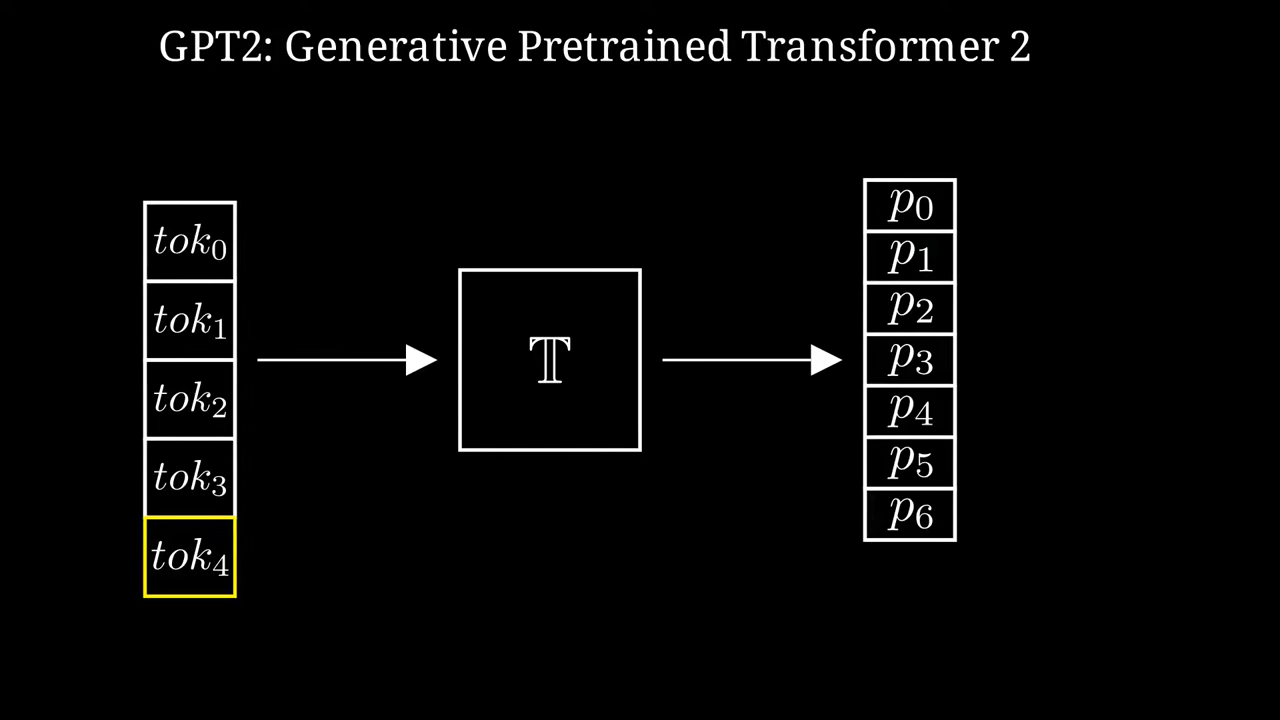 GPT2: Generative Pretrained Transformer 2
tok₀
tok₁
tok₂
tok₃
tok₄
𝕋
p₀
p₁
p₂
p₃
p₄
p₅
p₆